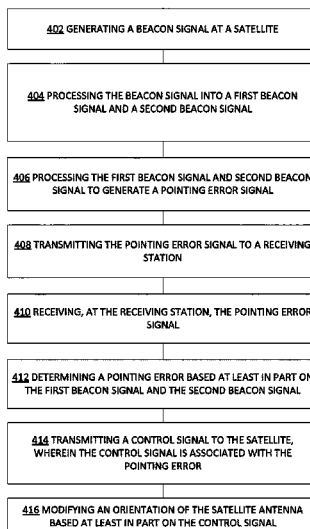 402 GENERATING A BEACON SIGNAL AT A SATELLITE
404 PROCESSING THE BEACON SIGNAL INTO A FIRST BEACON
SIGNAL AND A SECOND BEACON SIGNAL
406 PROCESSING THE FIRST BEACON SIGNAL AND SECOND BEACON
SIGNAL TO GENERATE A POINTING ERROR SIGNAL
408 TRANSMITTING THE POINTING ERROR SIGNAL TO A RECEIVING
STATION
410 RECEIVING, AT THE RECEIVING STATION, THE POINTING ERROR
SIGNAL
412 DETERMINING A POINTING ERROR BASED AT LEAST IN PART ON
THE FIRST BEACON SIGNAL AND THE SECOND BEACON SIGNAL
414 TRANSMITTING A CONTROL SIGNAL TO THE SATELLITE,
WHEREIN THE CONTROL SIGNAL IS ASSOCIATED WITH THE
POINTING ERROR
416 MODIFYING AN ORIENTATION OF THE SATELLITE ANTENNA
BASED AT LEAST IN PART ON THE CONTROL SIGNAL